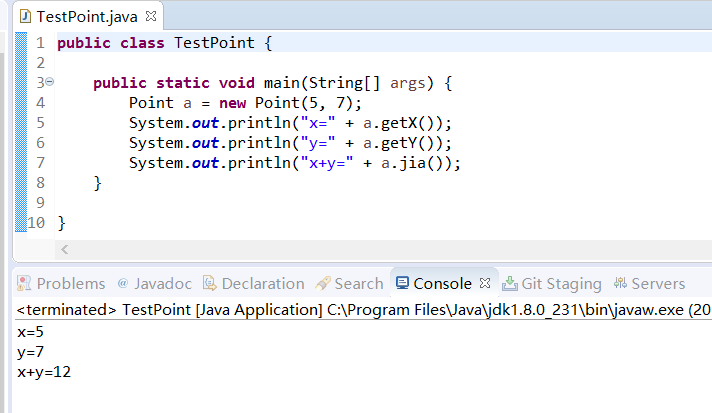 TestPoint.java
1 public class TestPoint {
2
3 public static void main(String[] args) {
4 Point a = new Point(5, 7);
5 System.out.println("x=" + a.getX());
6 System.out.println("y=" + a.getY());
7 System.out.println("x+y=" + a.jia());
8 }
9
10 }
Problems @ Javadoc Declaration Search Console Git Staging Servers
<terminated> TestPoint [Java Application] C:\Program Files\Java\jdk1.8.0_231\bin\javaw.exe (20
x=5
y=7
x+y=12